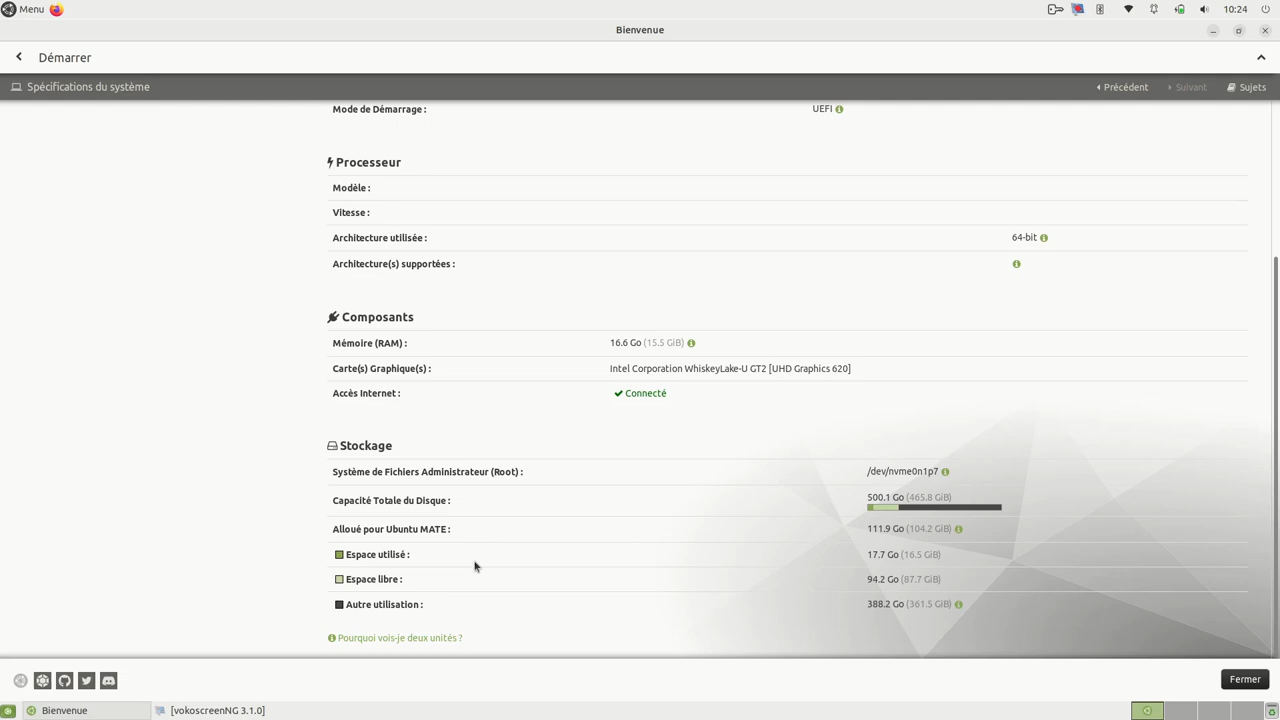 Menu 10:24
Bienvenue
Démarrer
Spécifications du système Précédent Suivant Sujets
Mode de Démarrage : UEFI
Processeur
Modèle :
Vitesse :
Architecture utilisée : 64-bit
Architecture(s) supportées :
Composants
Mémoire (RAM) : 16.6 Go (15.5 GiB)
Carte(s) Graphique(s) : Intel Corporation WhiskeyLake-U GT2 [UHD Graphics 620]
Accès Internet : Connecté
Stockage
Système de Fichiers Administrateur (Root) : /dev/nvme0n1p7
Capacité Totale du Disque : 500.1 Go (465.8 GiB)
Alloué pour Ubuntu MATE : 111.9 Go (104.2 GiB)
Espace utilisé : 17.7 Go (16.5 GiB)
Espace libre : 94.2 Go (87.7 GiB)
Autre utilisation : 388.2 Go (361.5 GiB)
Pourquoi vois-je deux unités ?
Fermer
Bienvenue [vokoscreenNG 3.1.0]